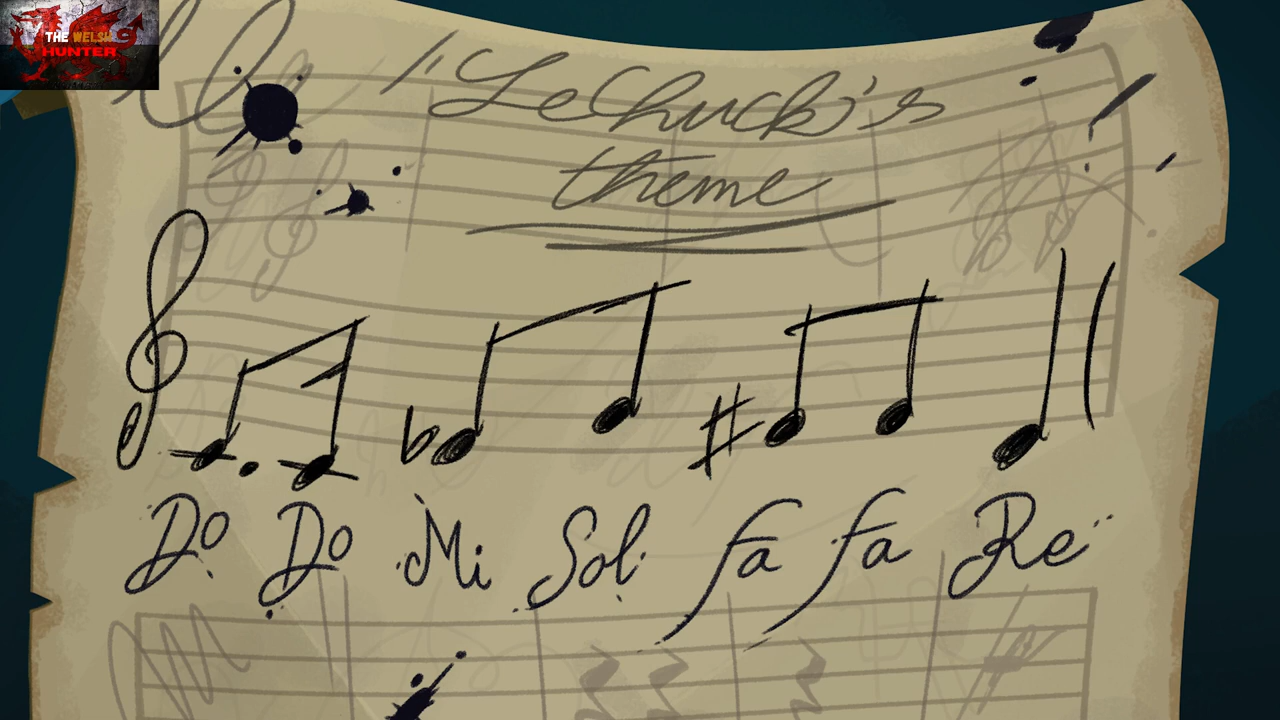 THE WELSH
HUNTER
"LeChuck's
theme
Do Do Mi Sol fa fa Re